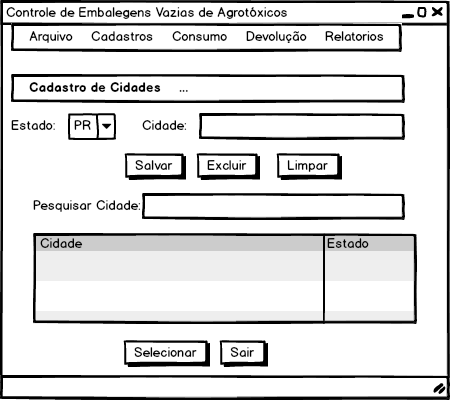 Controle de Embalegens Vazias de Agrotóxicos
Arquivo Cadastros Consumo Devolução Relatorios
Cadastro de Cidades ...
Estado: PR Cidade:
Salvar Excluir Limpar
Pesquisar Cidade:
Cidade Estado
Selecionar Sair